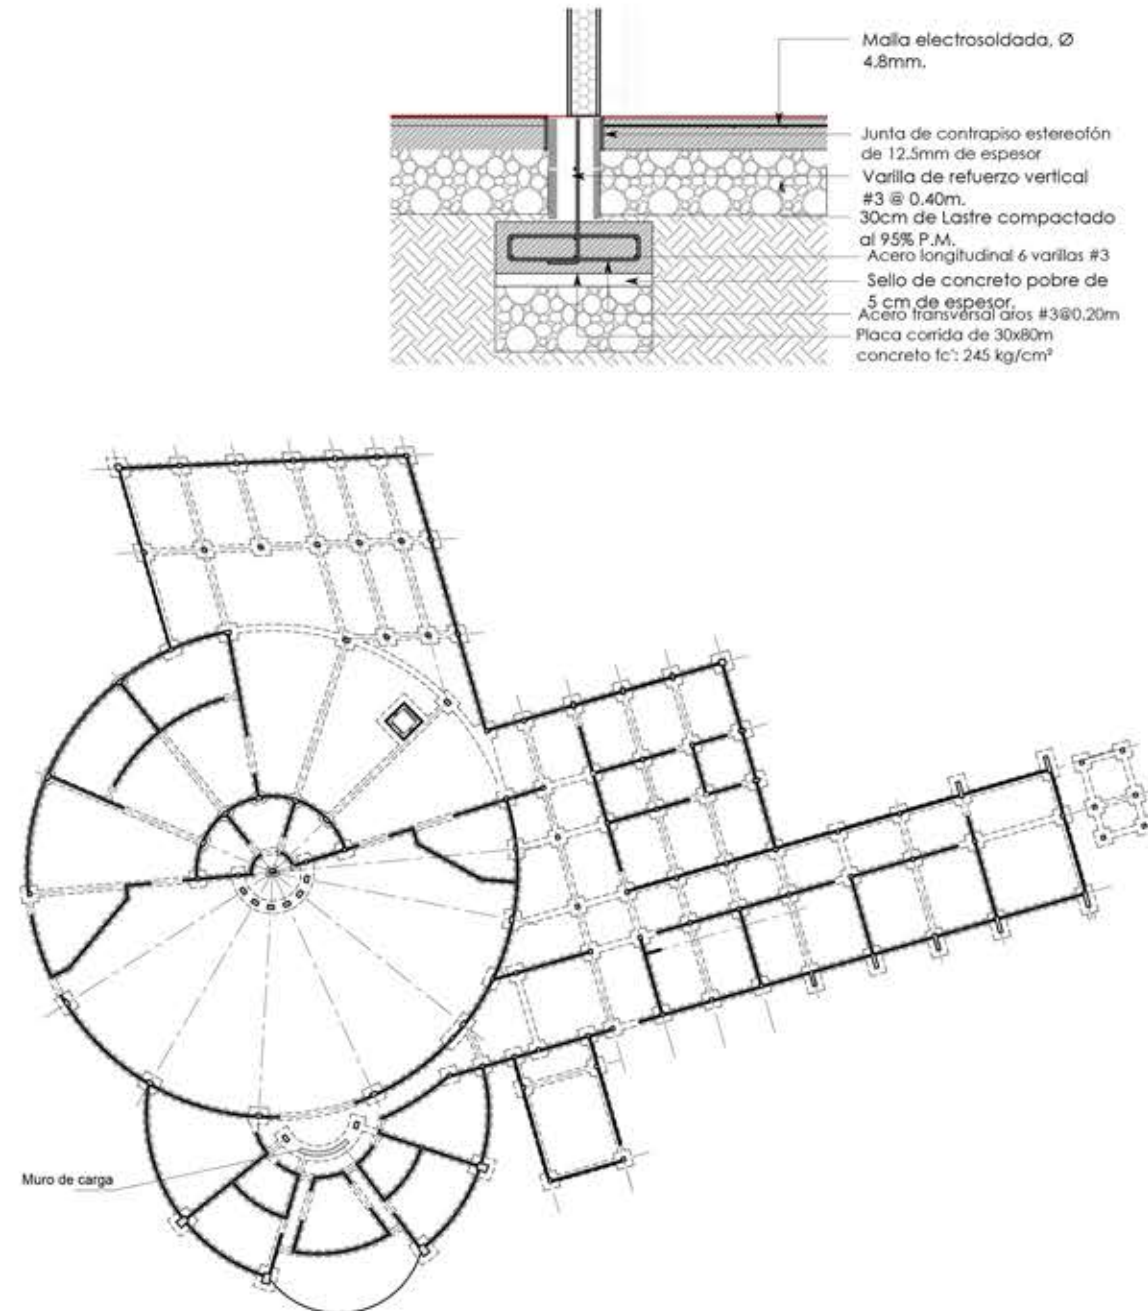 Malla electrosoldada, Ø
4.8mm.
Junta de contrapiso estereofón
de 12.5mm de espesor
Varilla de refuerzo vertical
#3 @ 0.40m.
30cm de Lastre compactado
al 95% P.M.
Acero longitudinal 6 varillas #3
Sello de concreto pobre de
5 cm de espesor.
Acero transversal aros #3@0.20m
Placa corrida de 30x80m
concreto fc': 245 kg/cm²
Muro de carga